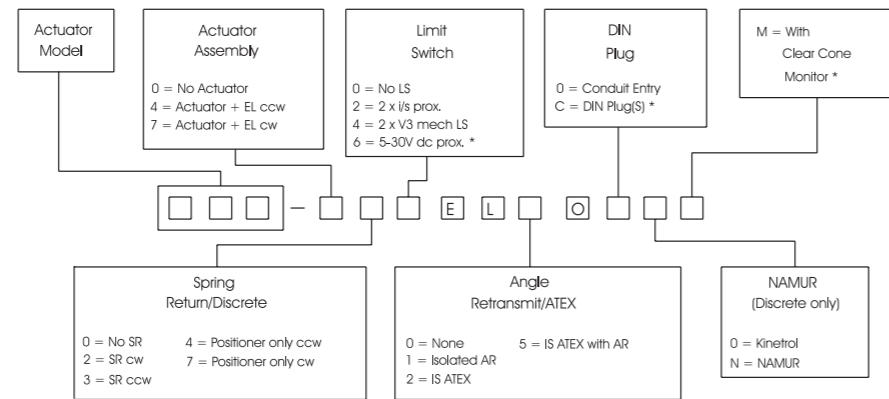 Actuator
Model
Actuator
Assembly
0 = No Actuator
4 = Actuator + EL ccw
7 = Actuator + EL cw
Limit
Switch
0 = No LS
2 = 2 x i/s prox.
4 = 2 x V3 mech LS
6 = 5-30V dc prox. *
DIN
Plug
0 = Conduit Entry
C = DIN Plug(S) *
M = With
Clear Cone
Monitor *
– E L O
Spring
Return/Discrete
0 = No SR
2 = SR cw
3 = SR ccw
4 = Positioner only ccw
7 = Positioner only cw
Angle
Retransmit/ATEX
0 = None
1 = Isolated AR
2 = IS ATEX
5 = IS ATEX with AR
NAMUR
(Discrete only)
0 = Kinetrol
N = NAMUR